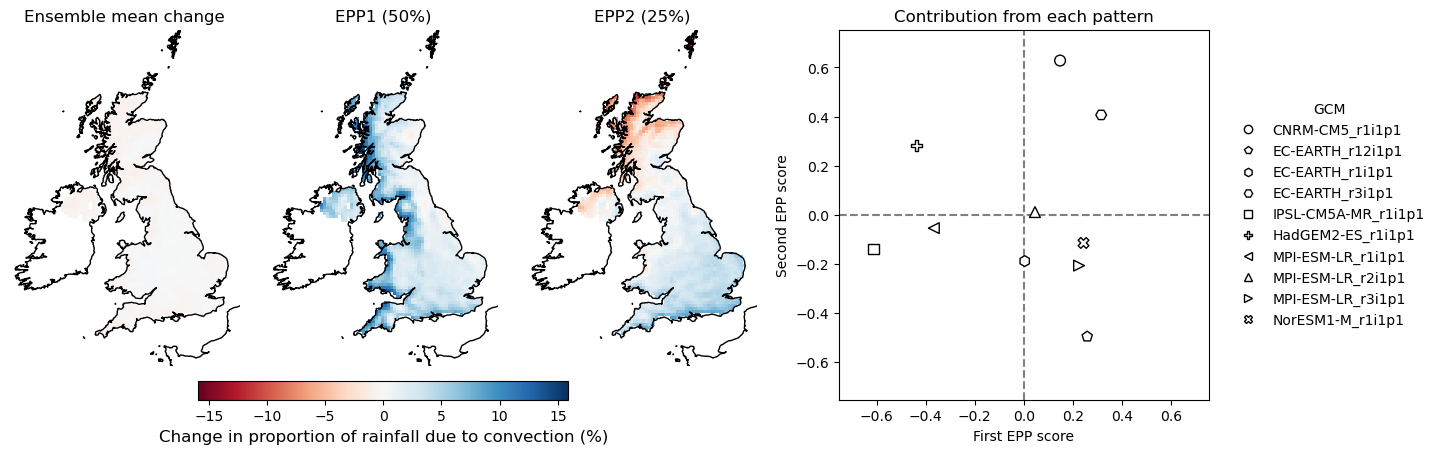 Ensemble mean change
EPP1 (50%)
EPP2 (25%)
Contribution from each pattern
−15 −10 −5 0 5 10 15
Change in proportion of rainfall due to convection (%)
Second EPP score
0.6
0.4
0.2
0.0
−0.2
−0.4
−0.6
−0.6 −0.4 −0.2 0.0 0.2 0.4 0.6
First EPP score
GCM
CNRM-CM5_r1i1p1
EC-EARTH_r12i1p1
EC-EARTH_r1i1p1
EC-EARTH_r3i1p1
IPSL-CM5A-MR_r1i1p1
HadGEM2-ES_r1i1p1
MPI-ESM-LR_r1i1p1
MPI-ESM-LR_r2i1p1
MPI-ESM-LR_r3i1p1
NorESM1-M_r1i1p1